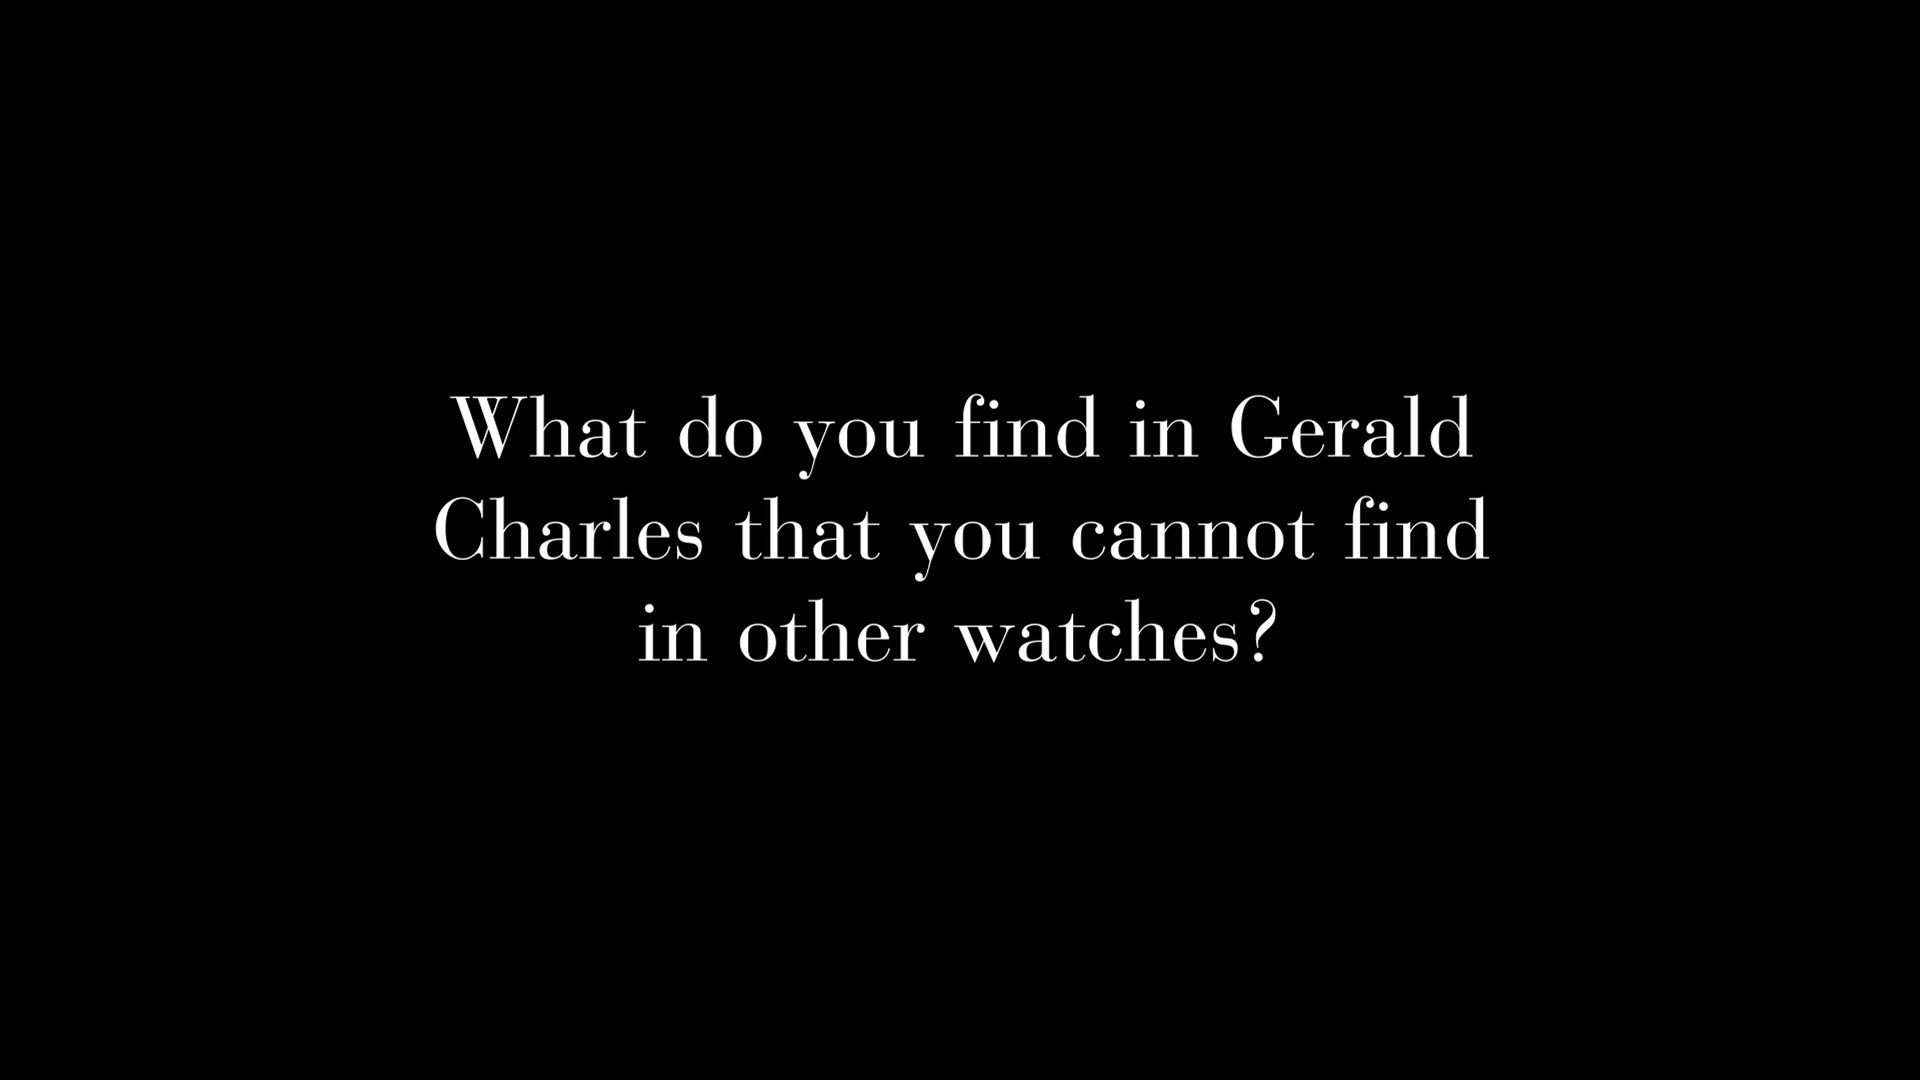 What do you find in Gerald
Charles that you cannot find
in other watches?